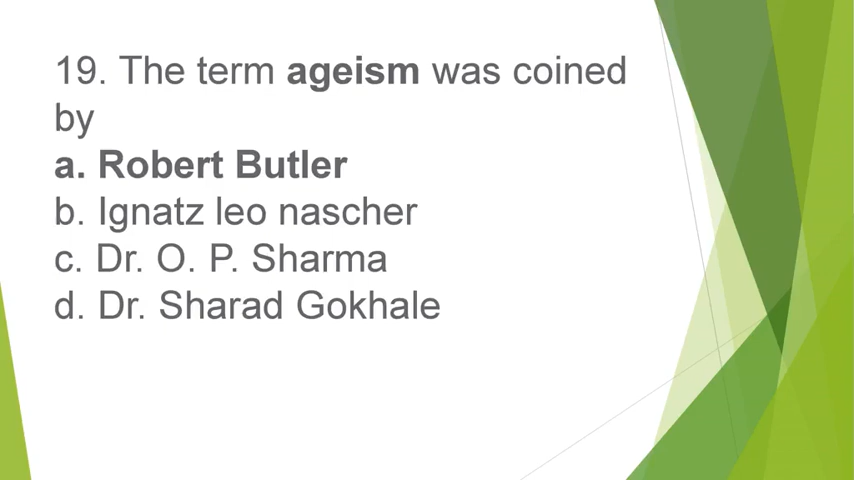 19. The term ageism was coined
by
a. Robert Butler
b. Ignatz leo nascher
c. Dr. O. P. Sharma
d. Dr. Sharad Gokhale